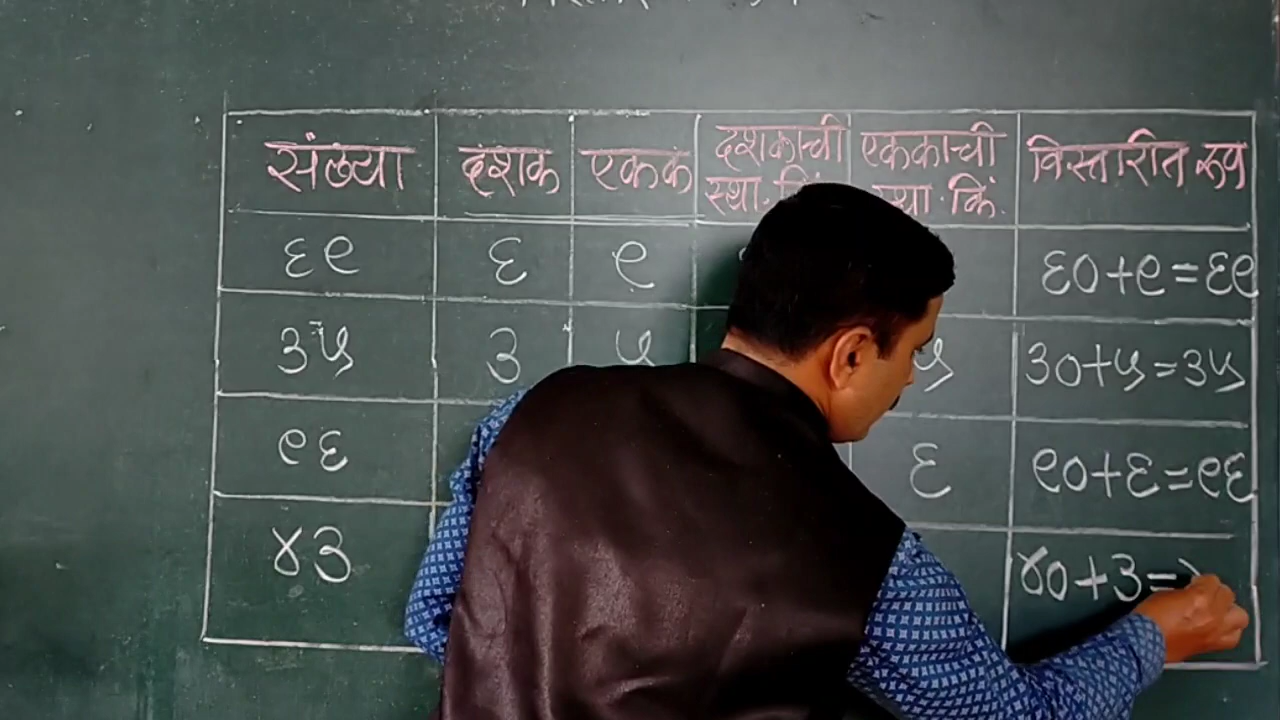 संख्या दशक एकक दशकाची एककाची विस्तारीत रूप
स्था. स्था. किं.
६९ ६ ९ ६०+९=६९
३५ ३ ५ ५ ३०+५=३५
९६ ६ ९०+६=९६
४३ ४०+३=